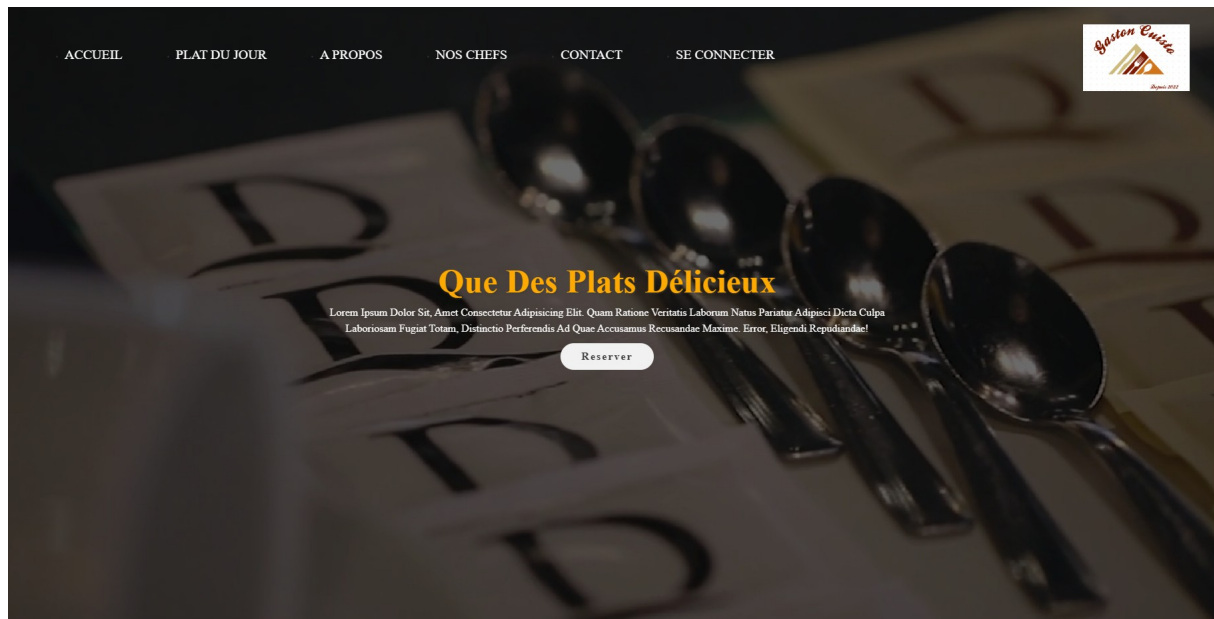 ACCUEIL PLAT DU JOUR A PROPOS NOS CHEFS CONTACT SE CONNECTER
Gaston Cuisto
Depuis 2022
D
D
D
D
D
D
Que Des Plats Délicieux
Lorem Ipsum Dolor Sit, Amet Consectetur Adipisicing Elit. Quam Ratione Veritatis Laborum Natus Pariatur Adipisci Dicta Culpa
Laboriosam Fugiat Totam, Distinctio Perferendis Ad Quae Accusamus Recusandae Maxime. Error, Eligendi Repudiandae!
Reserver